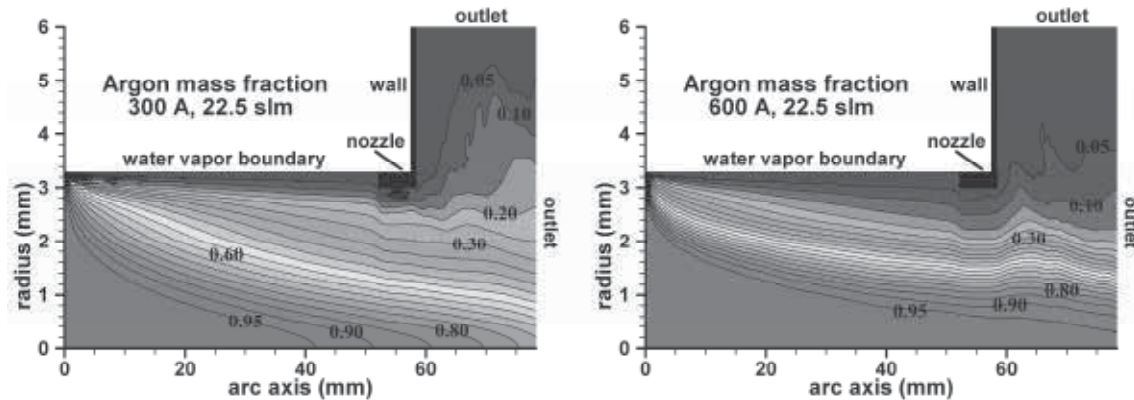 outlet
6
Argon mass fraction
300 A, 22.5 slm
wall
0.05
0.10
5
4
nozzle
water vapor boundary
3
radius (mm)
2
0.20
0.30
0.60
outlet
1
0.95
0.90
0.80
0
0
20
40
60
arc axis (mm)
outlet
6
Argon mass fraction
600 A, 22.5 slm
wall
5
4
nozzle
water vapor boundary
0.05
3
radius (mm)
0.10
2
0.30
outlet
1
0.80
0.90
0.95
0
0
20
40
60
arc axis (mm)